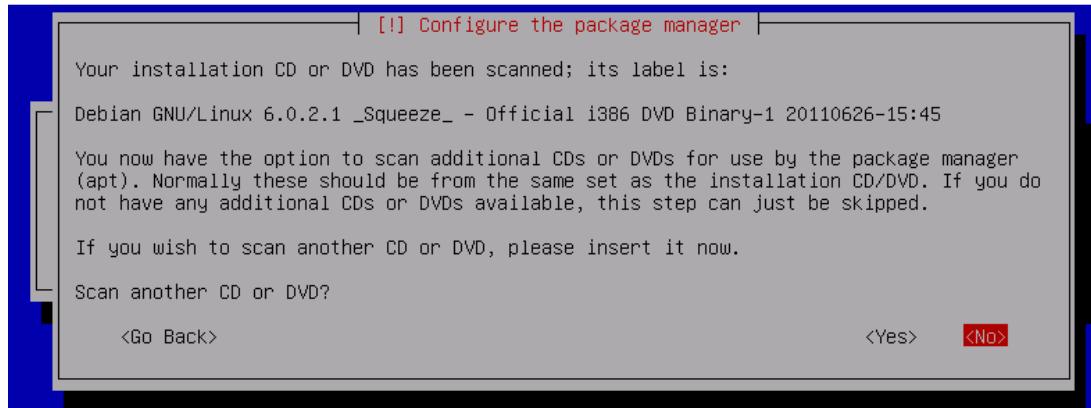 [!] Configure the package manager
Your installation CD or DVD has been scanned; its label is:
Debian GNU/Linux 6.0.2.1 _Squeeze_ - Official i386 DVD Binary-1 20110626-15:45
You now have the option to scan additional CDs or DVDs for use by the package manager
(apt). Normally these should be from the same set as the installation CD/DVD. If you do
not have any additional CDs or DVDs available, this step can just be skipped.
If you wish to scan another CD or DVD, please insert it now.
Scan another CD or DVD?
<Go Back> <Yes> <No>